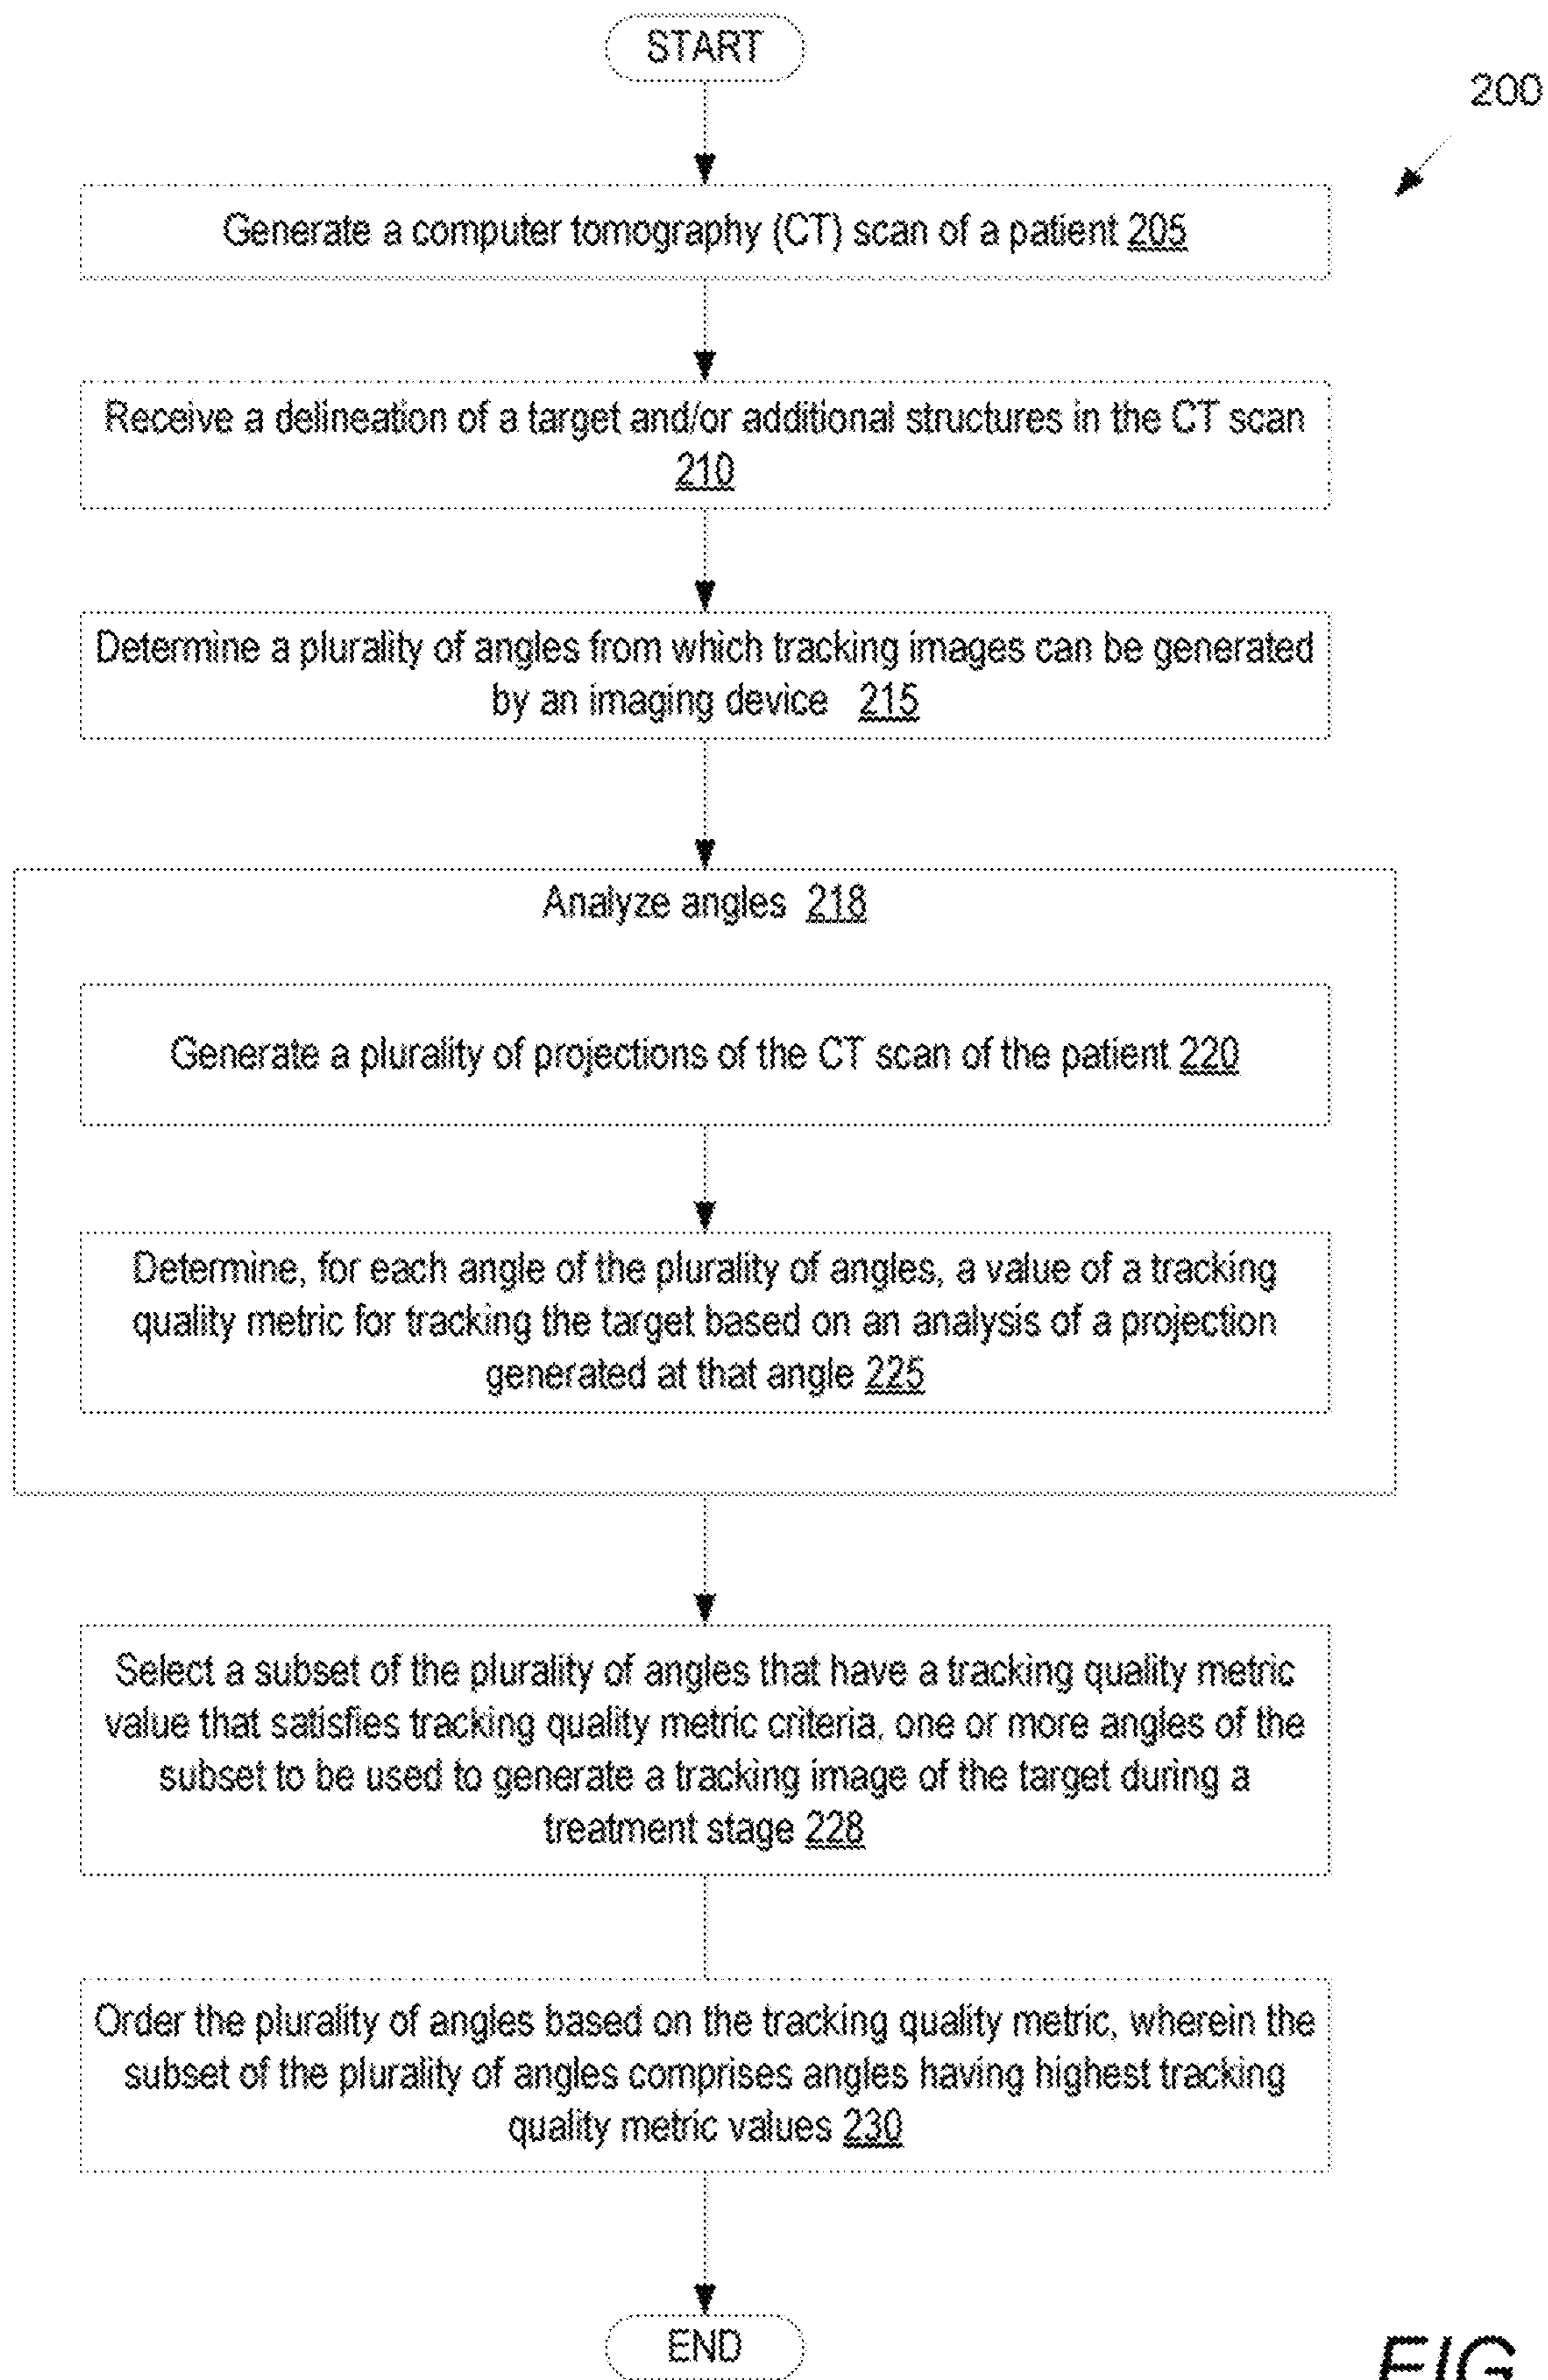 START
200
Generate a computer tomography (CT) scan of a patient 205
Receive a delineation of a target and/or additional structures in the CT scan
210
Determine a plurality of angles from which tracking images can be generated
by an imaging device 215
Analyze angles 218
Generate a plurality of projections of the CT scan of the patient 220
Determine, for each angle of the plurality of angles, a value of a tracking
quality metric for tracking the target based on an analysis of a projection
generated at that angle 225
Select a subset of the plurality of angles that have a tracking quality metric
value that satisfies tracking quality metric criteria, one or more angles of the
subset to be used to generate a tracking image of the target during a
treatment stage 228
Order the plurality of angles based on the tracking quality metric, wherein the
subset of the plurality of angles comprises angles having highest tracking
quality metric values 230
END
FIG